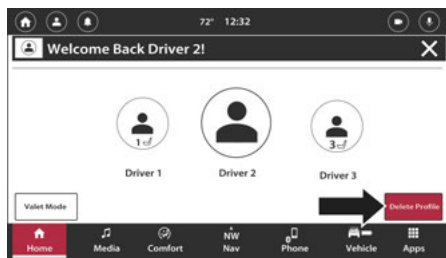 72° 12:32
Welcome Back Driver 2!
1
3
Driver 1 Driver 2 Driver 3
Valet Mode
Delete Profile
NW
0
Home Media Comfort Nav Phone Vehicle Apps